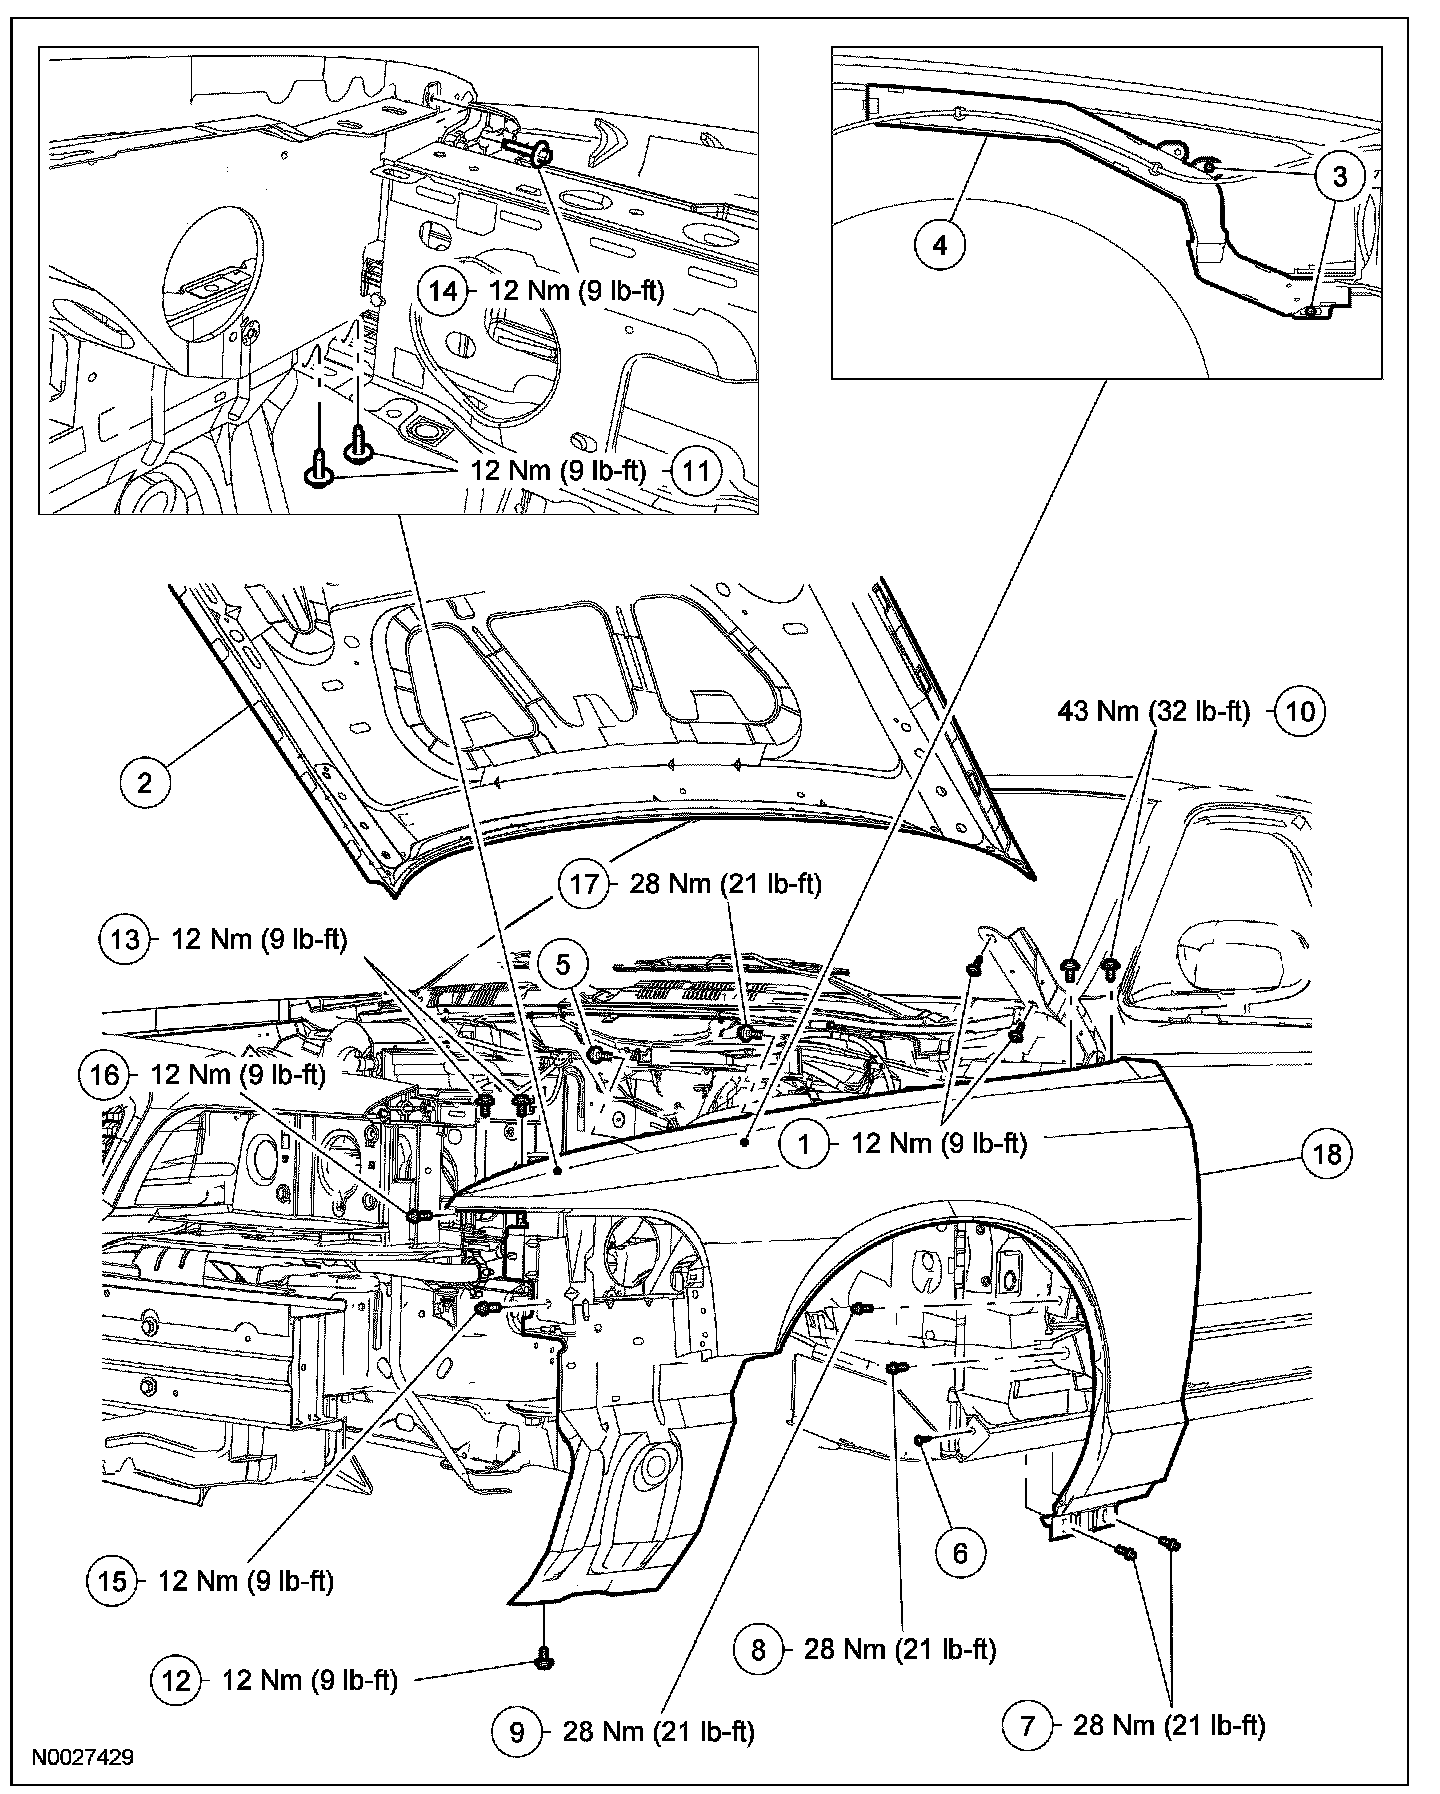 14 12 Nm (9 lb-ft)
12 Nm (9 lb-ft) 11
3
4
2
43 Nm (32 lb-ft) 10
17 28 Nm (21 lb-ft)
13 12 Nm (9 lb-ft)
5
16 12 Nm (9 lb-ft)
1 12 Nm (9 lb-ft)
18
6
15 12 Nm (9 lb-ft)
8 28 Nm (21 lb-ft)
12 12 Nm (9 lb-ft)
9 28 Nm (21 lb-ft)
7 28 Nm (21 lb-ft)
N0027429